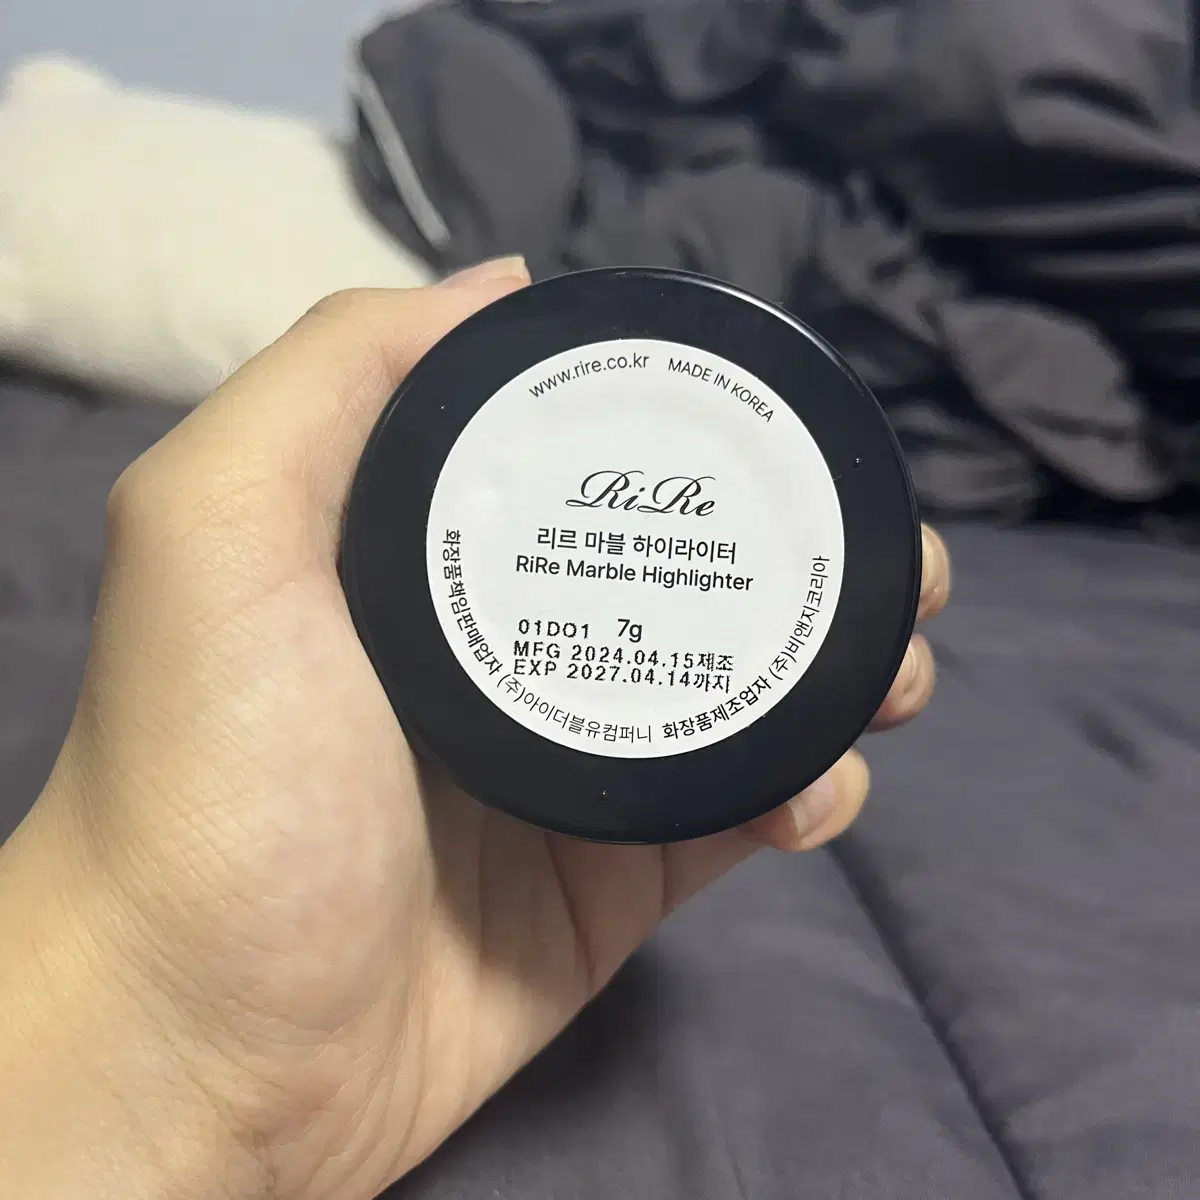 www.rire.co.kr MADE IN KOREA
RiRe
리르 마블 하이라이터
RiRe Marble Highlighter
01DO1 7g
MFG 2024.04.15제조
EXP 2027.04.14까지
화장품책임판매업자 (주)아이더블유컴퍼니 화장품제조업자 (주)비앤지코리아